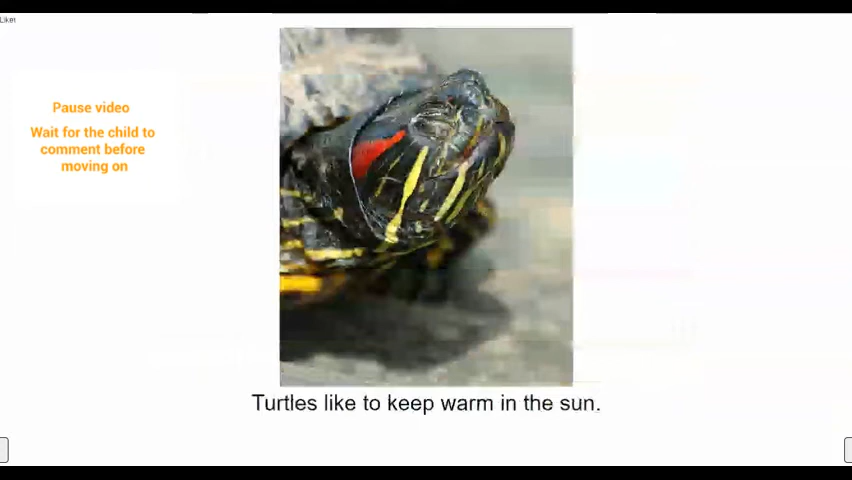 Liker
Pause video
Wait for the child to
comment before
moving on
Turtles like to keep warm in the sun.